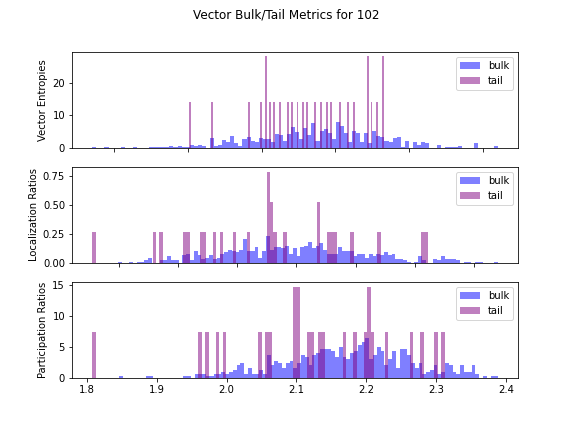 Vector Bulk/Tail Metrics for 102
Vector Entropies
20
10
0
bulk
tail
Localization Ratios
0.75
0.50
0.25
0.00
bulk
tail
Participation Ratios
15
10
5
0
bulk
tail
1.8 1.9 2.0 2.1 2.2 2.3 2.4